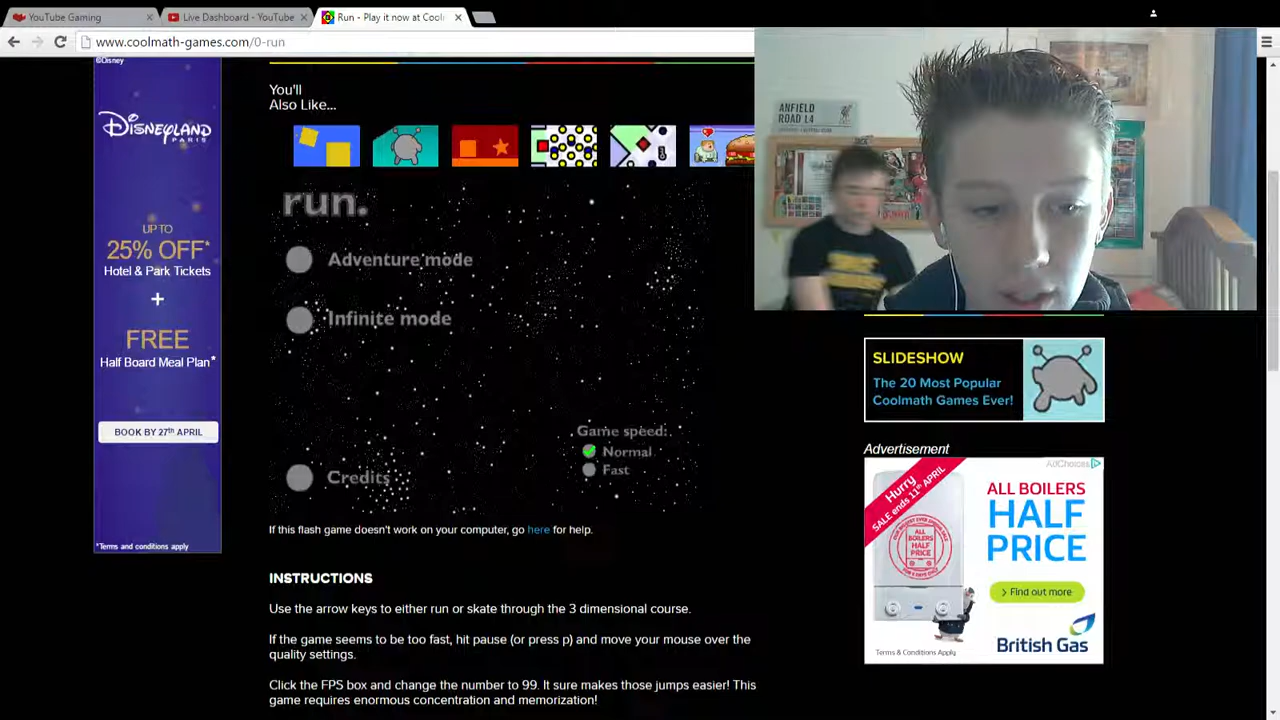 YouTube Gaming
Live Dashboard - YouTube
Run - Play it now at Cool
www.coolmath-games.com/0-run
©Disney
Disneyland
PARIS
UP TO
25% OFF*
Hotel & Park Tickets
+
FREE
Half Board Meal Plan*
BOOK BY 27th APRIL
*Terms and conditions apply
You'll
Also Like...
run.
Adventure mode
Infinite mode
Credits
Game speed:
Normal
Fast
If this flash game doesn't work on your computer, go here for help.
INSTRUCTIONS
Use the arrow keys to either run or skate through the 3 dimensional course.
If the game seems to be too fast, hit pause (or press p) and move your mouse over the
quality settings.
Click the FPS box and change the number to 99. It sure makes those jumps easier! This
game requires enormous concentration and memorization!
ANFIELD
ROAD L4
SLIDESHOW
The 20 Most Popular
Coolmath Games Ever!
Advertisement
AdChoices
Hurry
SALE ends 11th APRIL
ALL BOILERS
HALF
PRICE
ALL BOILERS
HALF
PRICE
> Find out more
British Gas
Terms & Conditions Apply